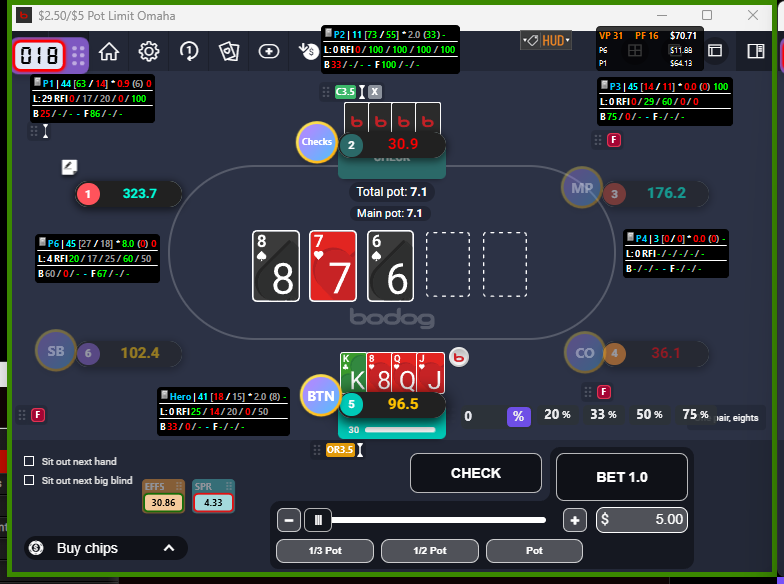 $2.50/$5 Pot Limit Omaha
018
P2 | 11 [73 / 55] * 2.0 (33) -
L: 0 RFI 0 / 100 / 100 / 100 / 100
B 33 / - / - - F 100 / - / -
HUD
VP 31 PF 16 $70.71
P6 $11.88
P1 $64.13
P1 | 44 [63 / 14] * 0.9 (6) 0
L: 29 RFI 0 / 17 / 20 / 0 / 100
B 25 / - / - - F 86 / - / -
C3.5 X
P3 | 45 [14 / 11] * 0.0 (0) 100
L: 0 RFI 0 / 29 / 60 / 0 / 0
B 75 / 0 / - - F - / - / -
F
Checks
2 30.9
CHECK
1 323.7
Total pot: 7.1
Main pot: 7.1
MP 3 176.2
P6 | 45 [27 / 18] * 8.0 (0) 0
L: 4 RFI 20 / 17 / 25 / 60 / 50
B 60 / 0 / - - F 67 / - / -
8 8
7 7
6 6
P4 | 3 [0 / 0] * 0.0 (0) -
L: 0 RFI - / - / - / - / -
B - / - / - - F - / - / -
bodog
SB 6 102.4
CO 4 36.1
K K
8 8
Q Q
J J
b
F
F
Hero | 41 [18 / 15] * 2.0 (8) -
L: 0 RFI 25 / 14 / 20 / 0 / 50
B 33 / 0 / - - F - / - / -
BTN
5 96.5
30
0 % 20 % 33 % 50 % 75 % pair, eights
OR3.5
Sit out next hand
Sit out next big blind
EFFS
30.86
SPR
4.33
CHECK
BET 1.0
$ 5.00
1/3 Pot
1/2 Pot
Pot
Buy chips